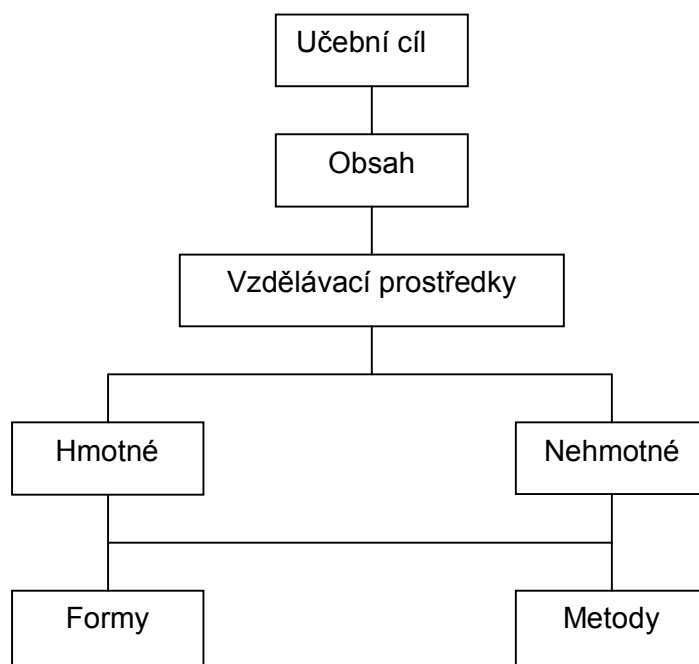 Učební cíl
Obsah
Vzdělávací prostředky
Hmotné
Nehmotné
Formy
Metody